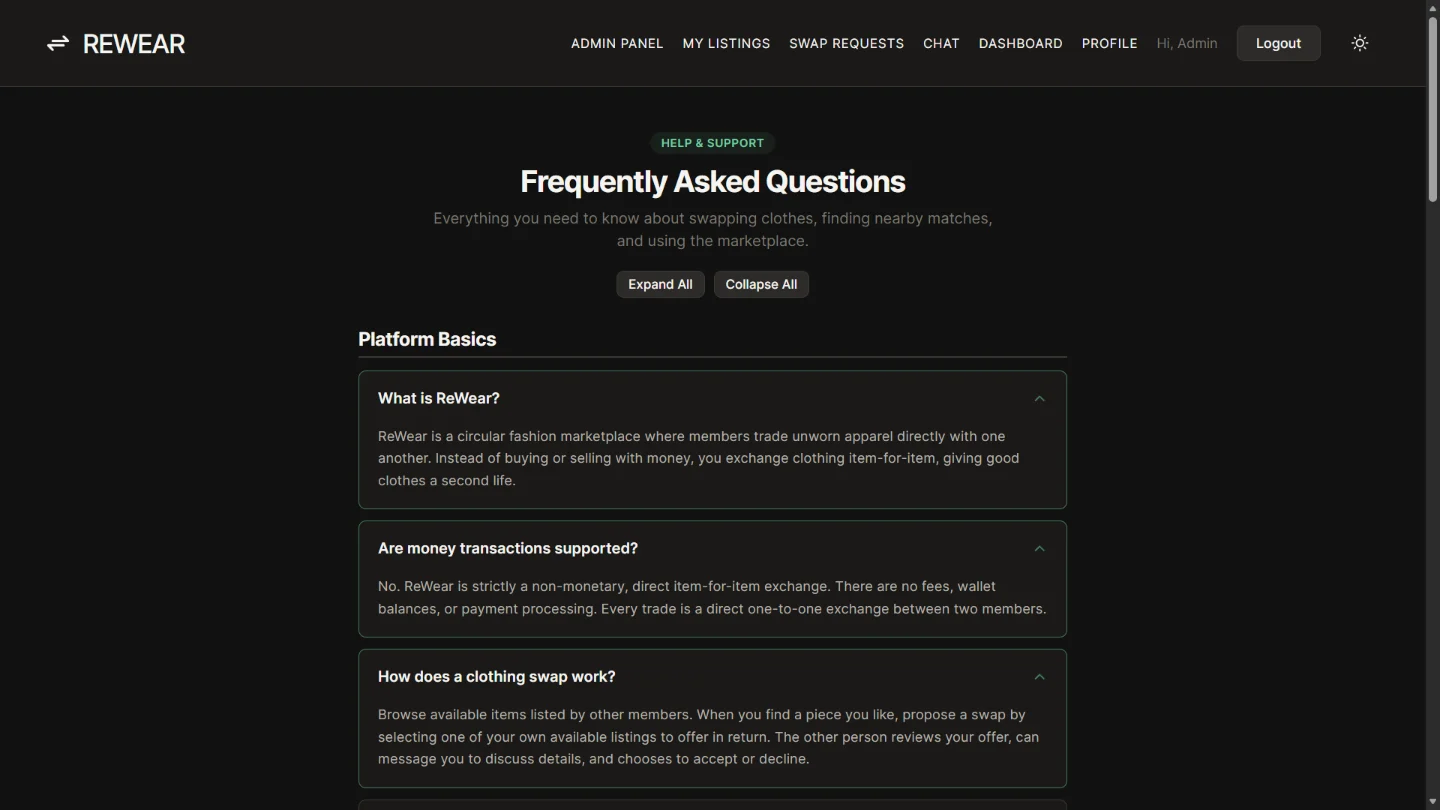 REWEAR
ADMIN PANEL MY LISTINGS SWAP REQUESTS CHAT DASHBOARD PROFILE Hi, Admin Logout
HELP & SUPPORT
Frequently Asked Questions
Everything you need to know about swapping clothes, finding nearby matches,
and using the marketplace.
Expand All Collapse All
Platform Basics
What is ReWear?
ReWear is a circular fashion marketplace where members trade unworn apparel directly with one
another. Instead of buying or selling with money, you exchange clothing item-for-item, giving good
clothes a second life.
Are money transactions supported?
No. ReWear is strictly a non-monetary, direct item-for-item exchange. There are no fees, wallet
balances, or payment processing. Every trade is a direct one-to-one exchange between two members.
How does a clothing swap work?
Browse available items listed by other members. When you find a piece you like, propose a swap by
selecting one of your own available listings to offer in return. The other person reviews your offer, can
message you to discuss details, and chooses to accept or decline.